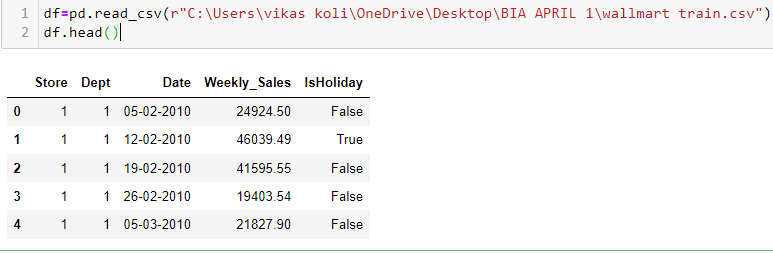 1 df=pd.read_csv(r"C:\Users\vikas koli\OneDrive\Desktop\BIA APRIL 1\wallmart train.csv")
2 df.head()
Store Dept Date Weekly_Sales IsHoliday
0 1 1 05-02-2010 24924.50 False
1 1 1 12-02-2010 46039.49 True
2 1 1 19-02-2010 41595.55 False
3 1 1 26-02-2010 19403.54 False
4 1 1 05-03-2010 21827.90 False